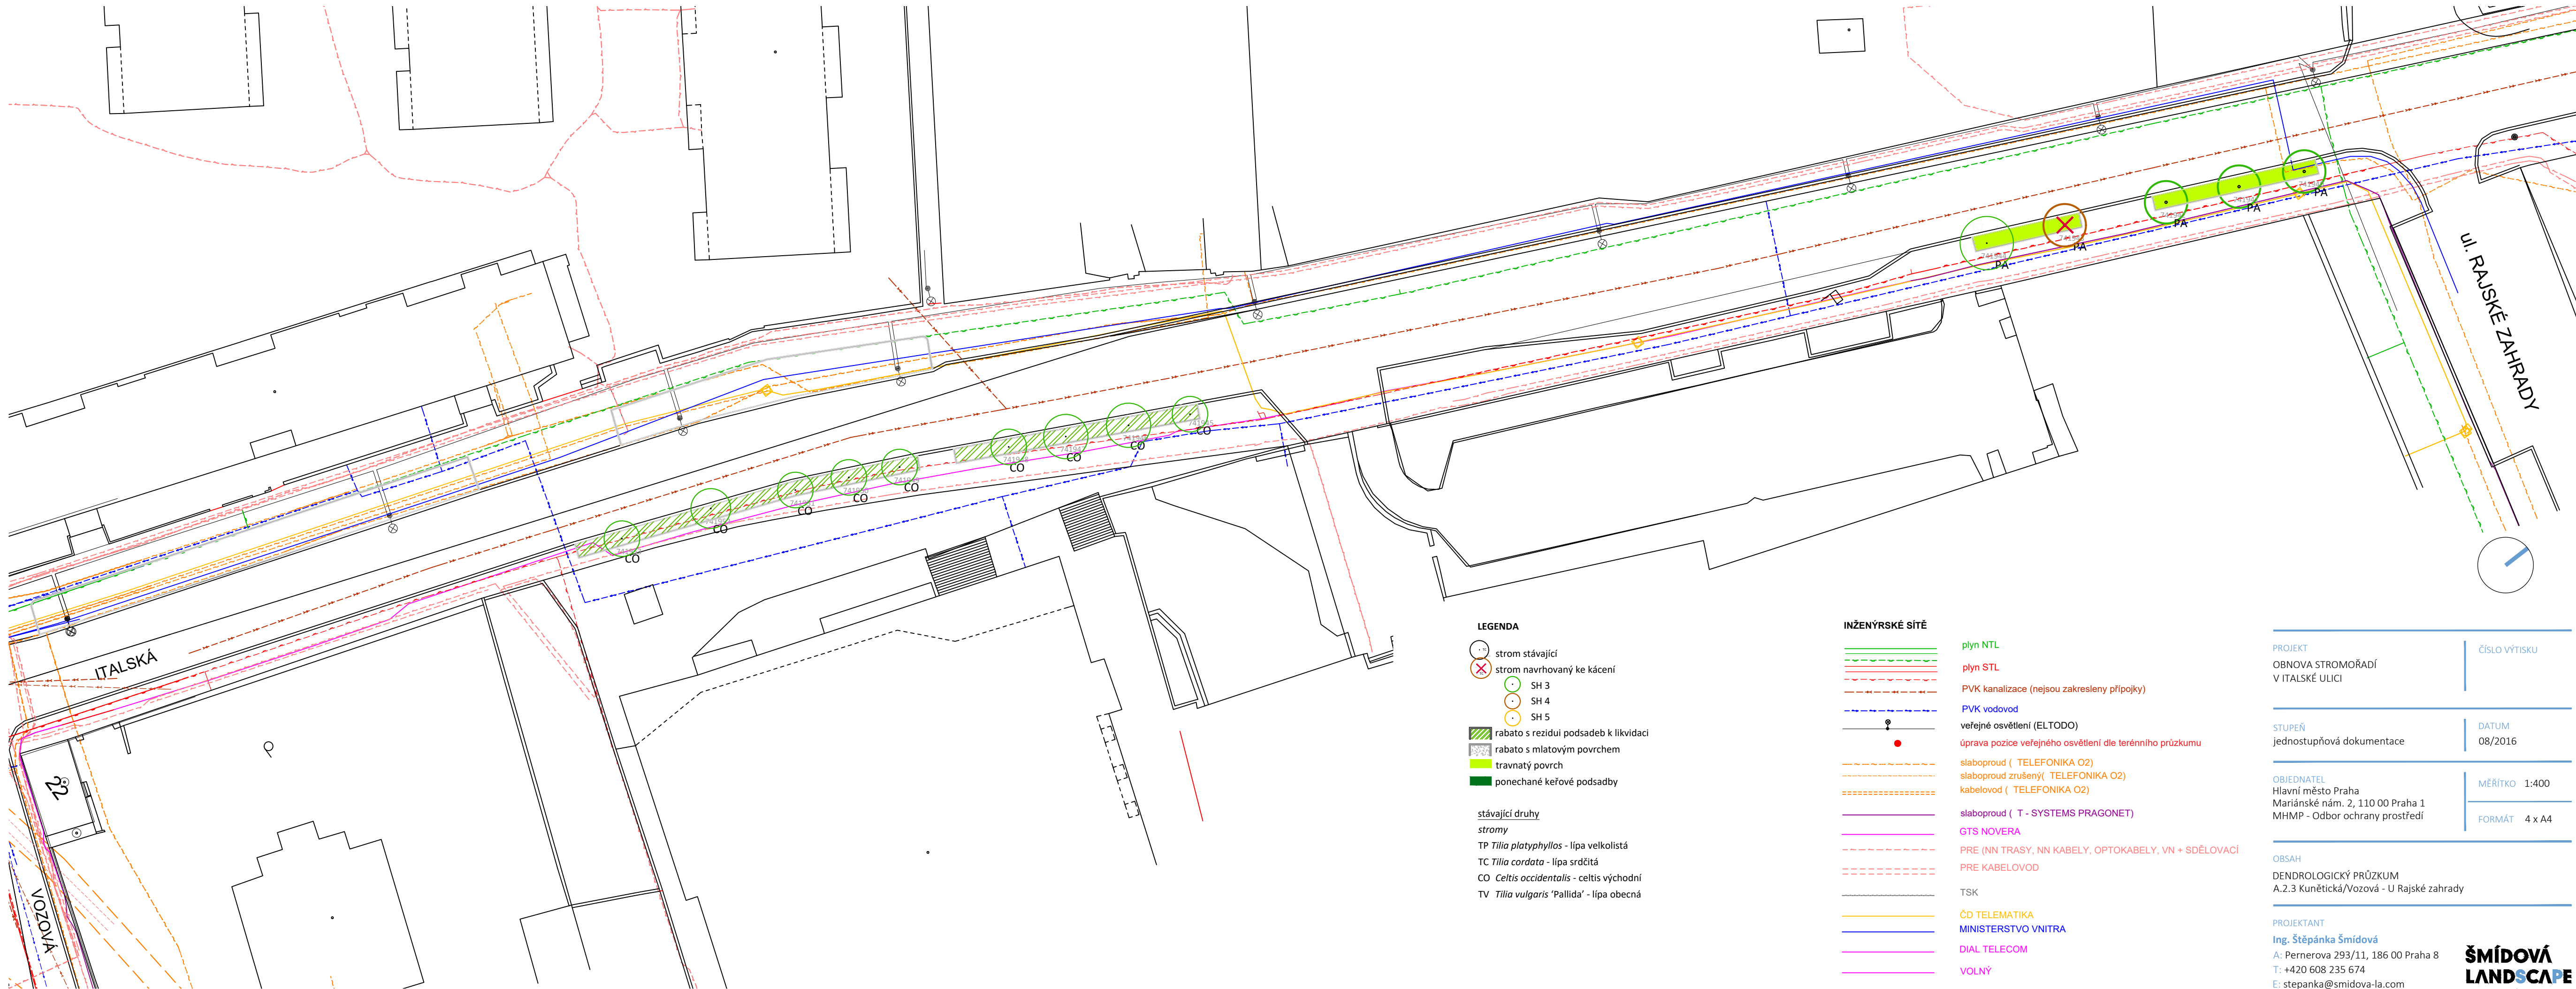 ITALSKÁ
VOZOVÁ
22
ul. RAJSKÉ ZAHRADY
CO
CO
CO
CO
CO
CO
CO
CO
CO
PA
PA
PA
PA
PA
LEGENDA
strom stávající
strom navrhovaný ke kácení
SH 3
SH 4
SH 5
rabato s rezidui podsadeb k likvidaci
rabato s mlatovým povrchem
travnatý povrch
ponechané keřové podsadby
stávající druhy
stromy
TP Tilia platyphyllos - lípa velkolistá
TC Tilia cordata - lípa srdčitá
CO Celtis occidentalis - celtis východní
TV Tilia vulgaris ‘Pallida’ - lípa obecná
INŽENÝRSKÉ SÍTĚ
plyn NTL
plyn STL
PVK kanalizace (nejsou zakresleny přípojky)
PVK vodovod
veřejné osvětlení (ELTODO)
úprava pozice veřejného osvětlení dle terénního průzkumu
slaboproud ( TELEFONIKA O2)
slaboproud zrušený( TELEFONIKA O2)
kabelovod ( TELEFONIKA O2)
slaboproud ( T - SYSTEMS PRAGONET)
GTS NOVERA
PRE (NN TRASY, NN KABELY, OPTOKABELY, VN + SDĚLOVACÍ
PRE KABELOVOD
TSK
ČD TELEMATIKA
MINISTERSTVO VNITRA
DIAL TELECOM
VOLNÝ
PROJEKT
OBNOVA STROMOŘADÍ
V ITALSKÉ ULICI
ČÍSLO VÝTISKU
STUPEŇ
jednostupňová dokumentace
DATUM
08/2016
OBJEDNATEL
Hlavní město Praha
Mariánské nám. 2, 110 00 Praha 1
MHMP - Odbor ochrany prostředí
MĚŘÍTKO 1:400
FORMÁT 4 x A4
OBSAH
DENDROLOGICKÝ PRŮZKUM
A.2.3 Kunětická/Vozová - U Rajské zahrady
PROJEKTANT
Ing. Štěpánka Šmídová
A: Pernerova 293/11, 186 00 Praha 8
T: +420 608 235 674
E: stepanka@smidova-la.com
ŠMÍDOVÁ
LANDSCAPE